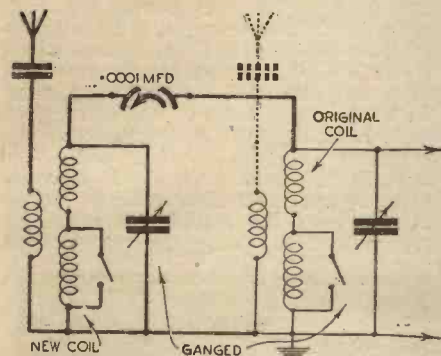 .0001 MFD
ORIGINAL
COIL
NEW COIL
GANGED